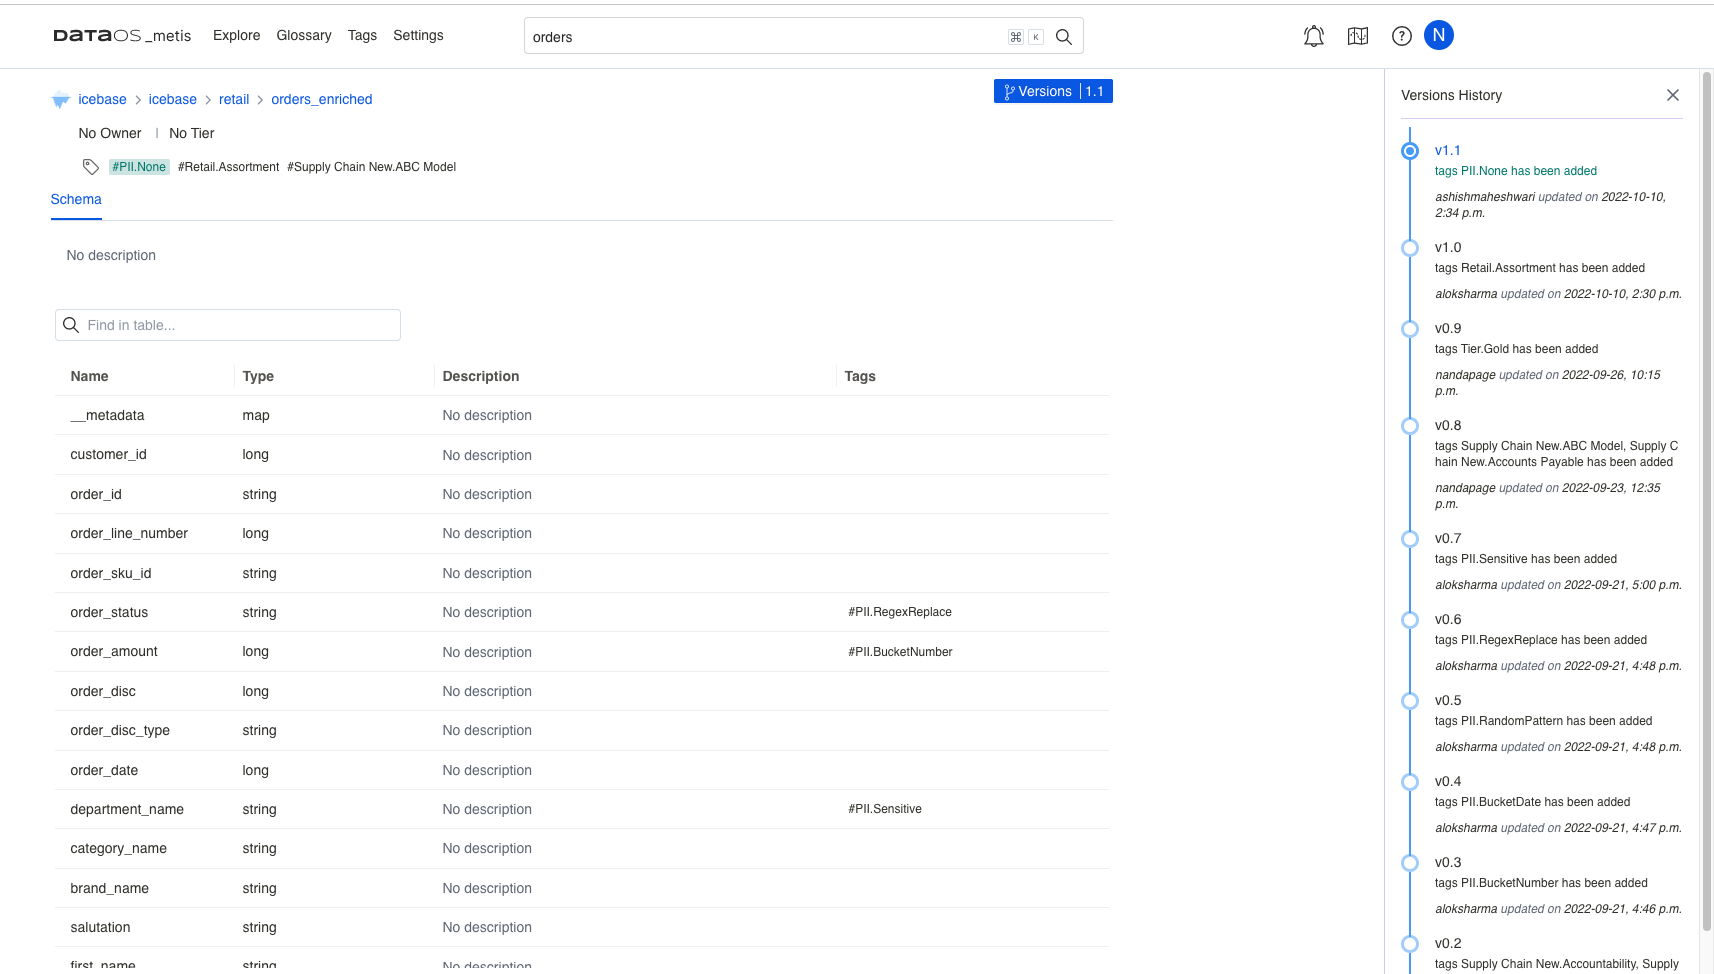 DATAOS _metis Explore Glossary Tags Settings
orders ⌘ K
? N
icebase > icebase > retail > orders_enriched
Versions | 1.1
No Owner | No Tier
#PII.None #Retail.Assortment #Supply Chain New.ABC Model
Schema
No description
Find in table...
Name Type Description Tags
__metadata map No description
customer_id long No description
order_id string No description
order_line_number long No description
order_sku_id string No description
order_status string No description #PII.RegexReplace
order_amount long No description #PII.BucketNumber
order_disc long No description
order_disc_type string No description
order_date long No description
department_name string No description #PII.Sensitive
category_name string No description
brand_name string No description
salutation string No description
first_name string No description
Versions History
v1.1
tags PII.None has been added
ashishmaheshwari updated on 2022-10-10,
2:34 p.m.
v1.0
tags Retail.Assortment has been added
aloksharma updated on 2022-10-10, 2:30 p.m.
v0.9
tags Tier.Gold has been added
nandapage updated on 2022-09-26, 10:15
p.m.
v0.8
tags Supply Chain New.ABC Model, Supply C
hain New.Accounts Payable has been added
nandapage updated on 2022-09-23, 12:35
p.m.
v0.7
tags PII.Sensitive has been added
aloksharma updated on 2022-09-21, 5:00 p.m.
v0.6
tags PII.RegexReplace has been added
aloksharma updated on 2022-09-21, 4:48 p.m.
v0.5
tags PII.RandomPattern has been added
aloksharma updated on 2022-09-21, 4:48 p.m.
v0.4
tags PII.BucketDate has been added
aloksharma updated on 2022-09-21, 4:47 p.m.
v0.3
tags PII.BucketNumber has been added
aloksharma updated on 2022-09-21, 4:46 p.m.
v0.2
tags Supply Chain New.Accountability, Supply